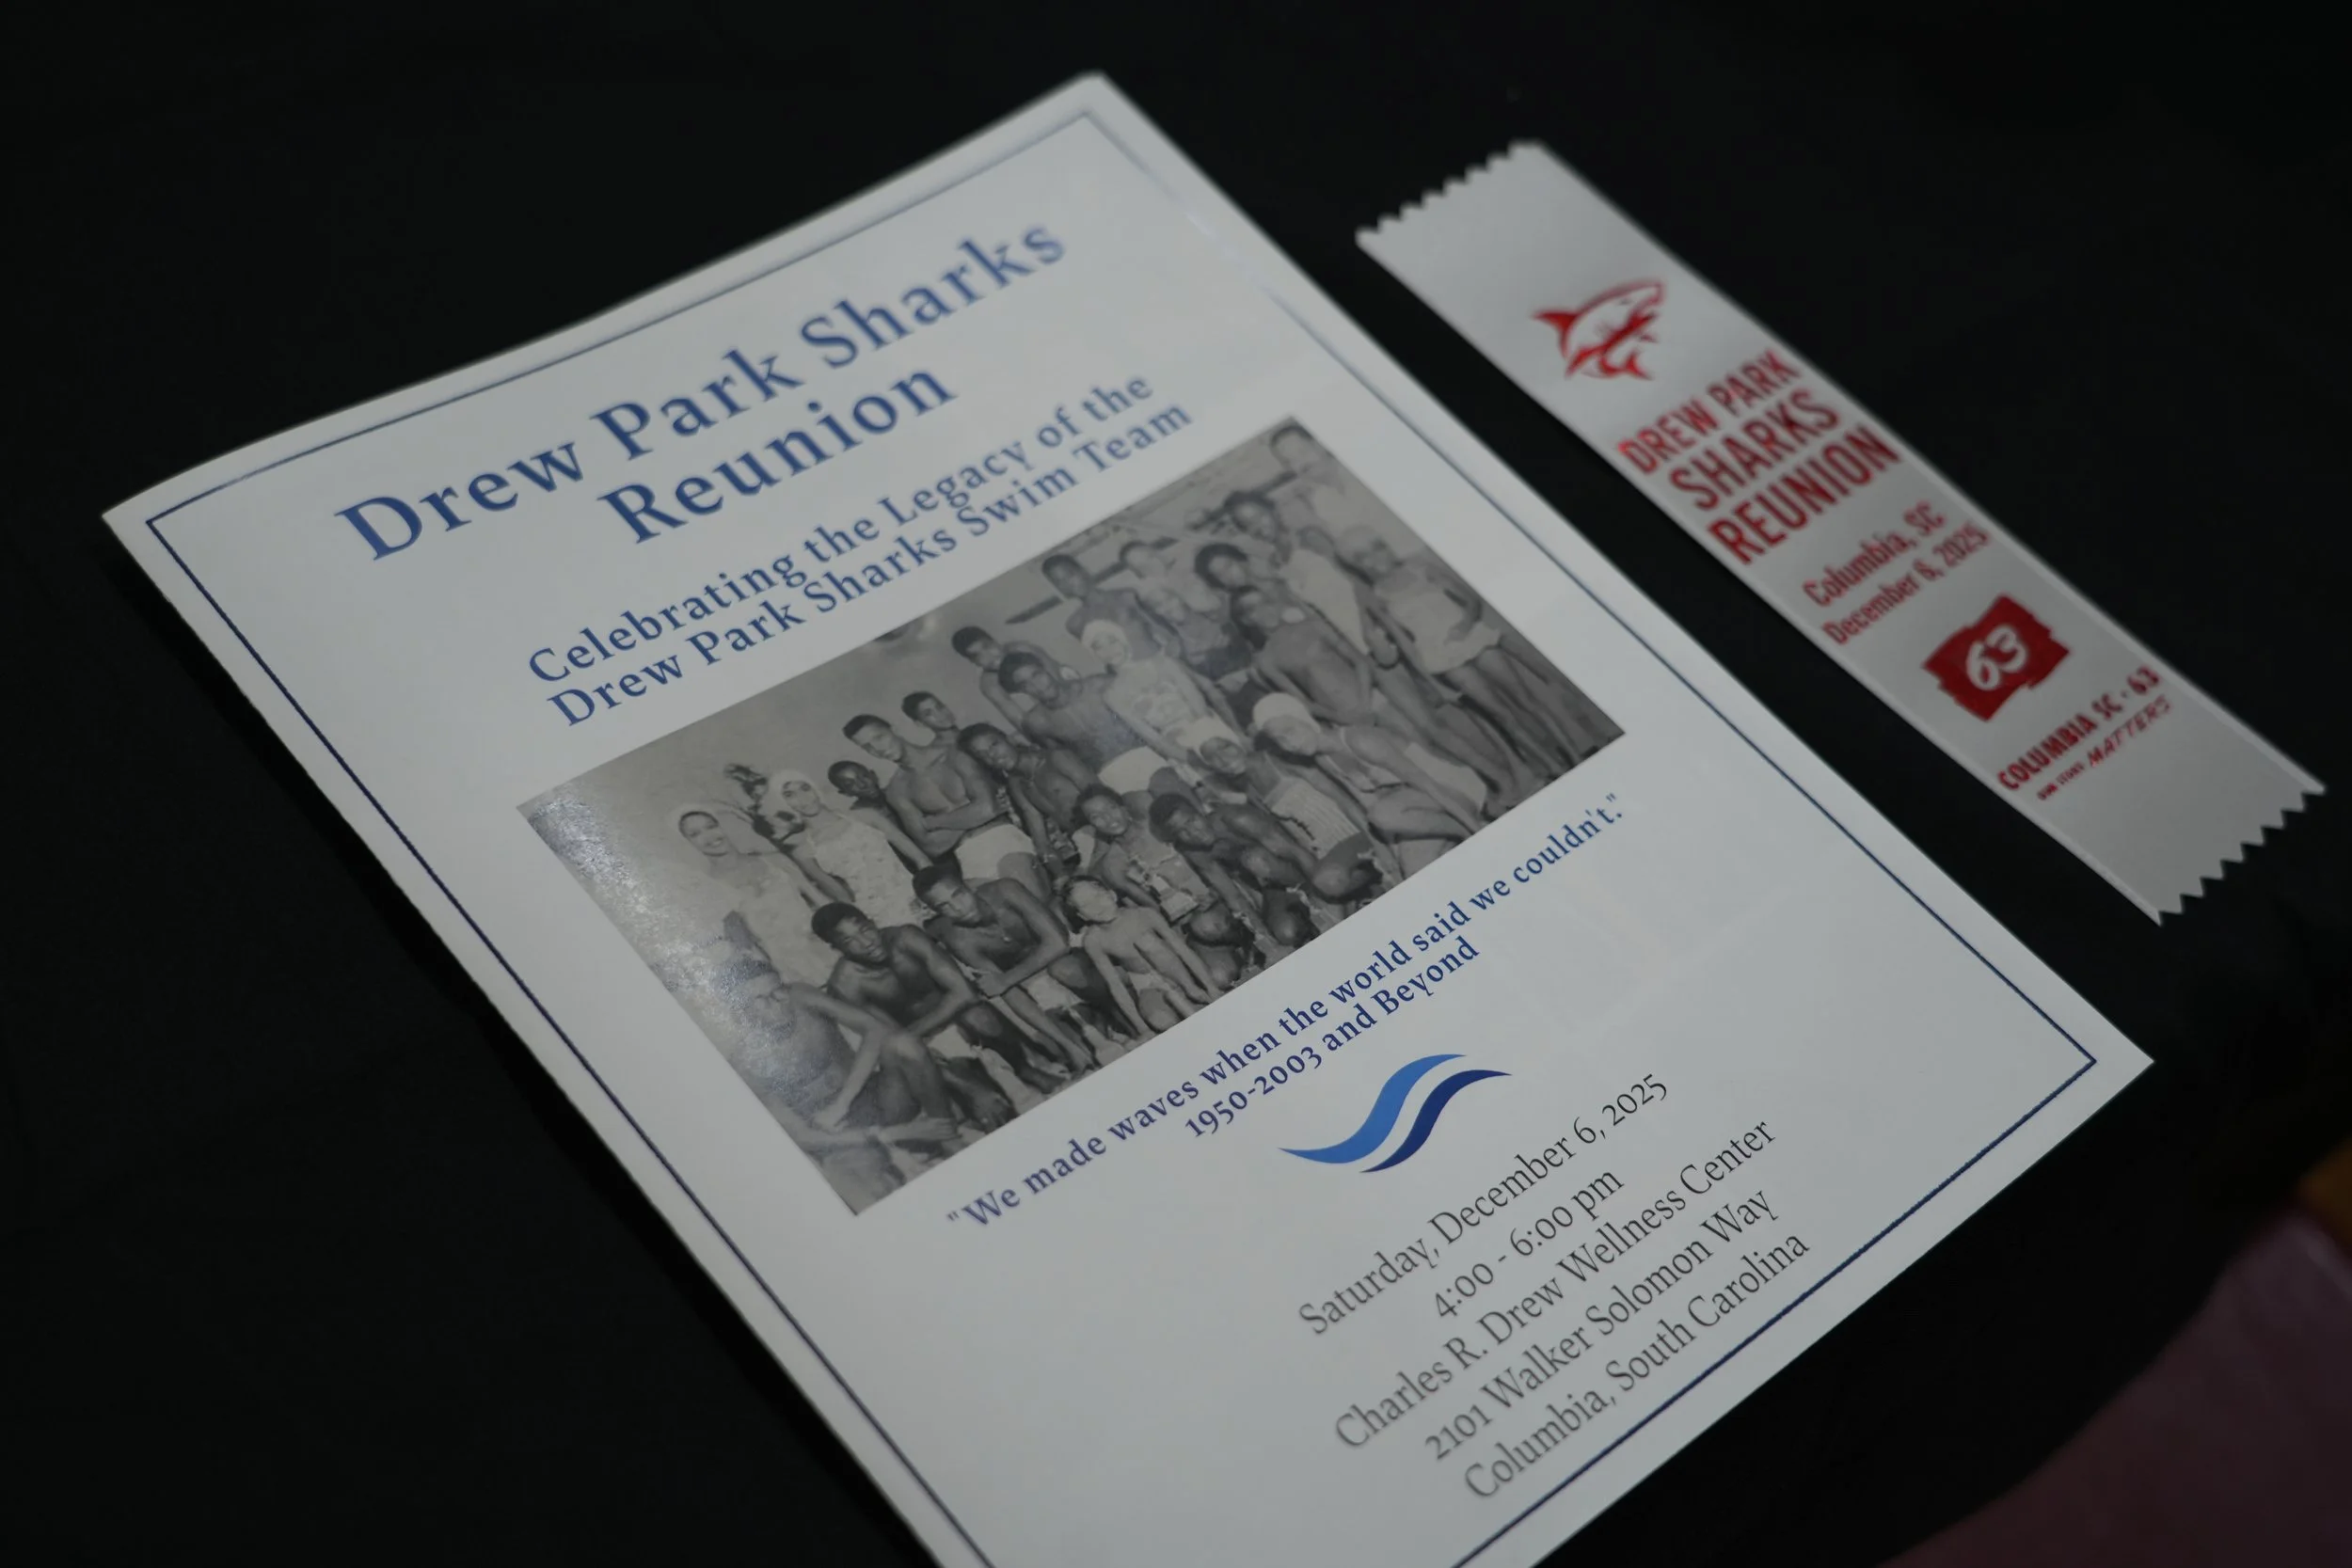 Drew Park Sharks
Reunion
Celebrating the Legacy of the
Drew Park Sharks Swim Team
"We made waves when the world said we couldn't."
1950-2003 and Beyond
Saturday, December 6, 2025
4:00 - 6:00 pm
Charles R. Drew Wellness Center
2101 Walker Solomon Way
Columbia, South Carolina
DREW PARK
SHARKS
REUNION
Columbia, SC
December 6, 2025
63
COLUMBIA SC · 63
OUR STORY MATTERS